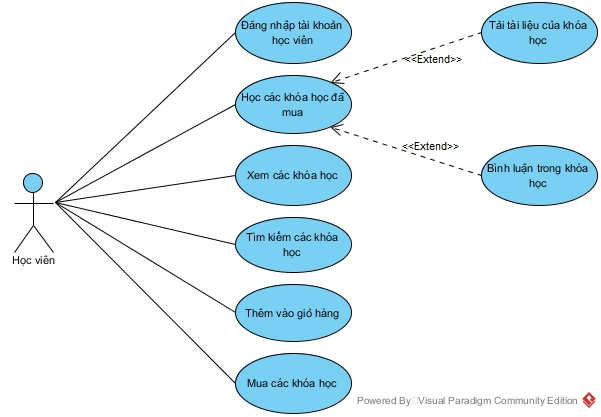 Đăng nhập tài khoản
học viên
Tải tài liệu của khóa
học
<<Extend>>
Học các khóa học đã
mua
<<Extend>>
Bình luận trong khóa
học
Xem các khóa học
Học viên
Tìm kiếm các khóa
học
Thêm vào giỏ hàng
Mua các khóa học
Powered By Visual Paradigm Community Edition